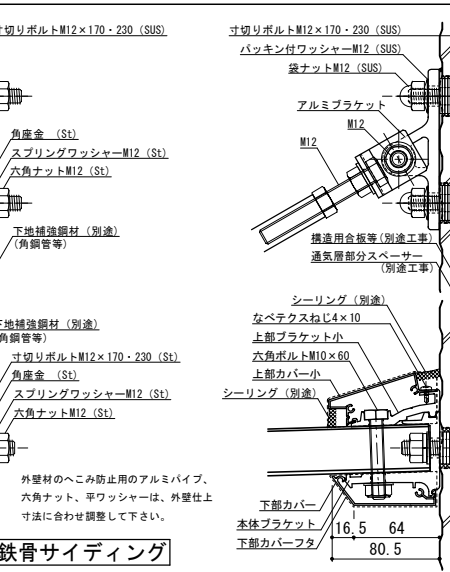 寸切りボルトM12×170・230（SUS）
角座金（St）
スプリングワッシャーM12（St）
六角ナットM12（St）
下地補強鋼材（別途）
（角鋼管等）
下地補強鋼材（別途）
角鋼管等）
寸切りボルトM12×170・230（St）
角座金　（St）
スプリングワッシャーM12（St）
六角ナットM12（St）
外壁材のへこみ防止用のアルミパイプ、
六角ナット、平ワッシャーは、外壁仕上
寸法に合わせ調整して下さい。
鉄骨サイディング
寸切りボルトM12×170・230（SUS）
パッキン付ワッシャーM12（SUS）
袋ナットM12（SUS）
アルミブラケット
M12
M12
構造用合板等(別途工事)
通気層部分スペーサー
(別途工事)
シーリング（別途）
なべテクスねじ4×10
上部ブラケット小
六角ボルトM10×60
上部カバー小
シーリング（別途）
下部カバー
本体ブラケット
下部カバーフタ
16.5　64
80.5